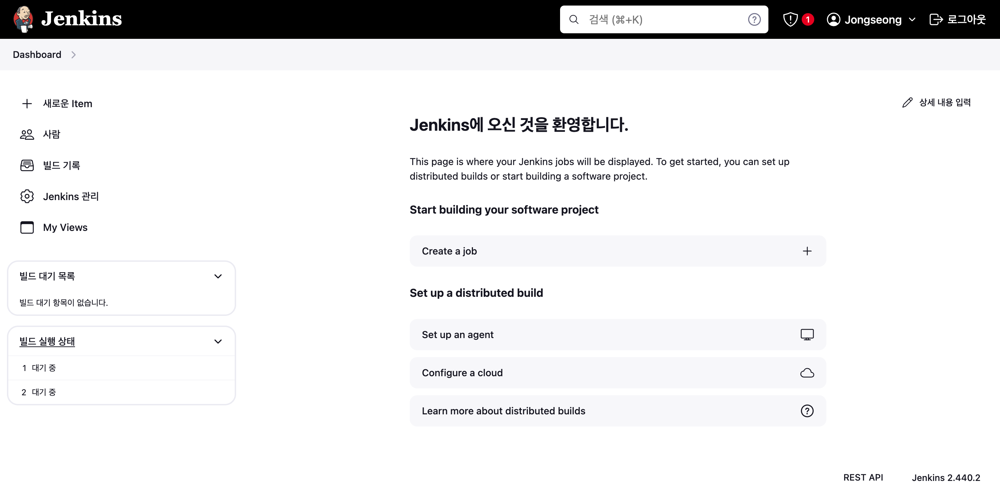 Jenkins
검색 (⌘+K)
1
Jongseong
로그아웃
Dashboard
새로운 Item
사람
빌드 기록
Jenkins 관리
My Views
빌드 대기 목록
빌드 대기 항목이 없습니다.
빌드 실행 상태
1 대기 중
2 대기 중
상세 내용 입력
Jenkins에 오신 것을 환영합니다.
This page is where your Jenkins jobs will be displayed. To get started, you can set up
distributed builds or start building a software project.
Start building your software project
Create a job
Set up a distributed build
Set up an agent
Configure a cloud
Learn more about distributed builds
REST API
Jenkins 2.440.2